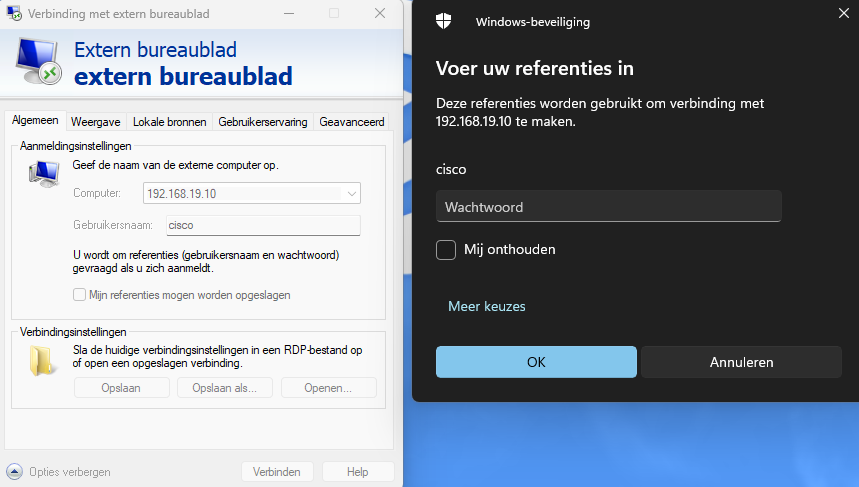 Verbinding met extern bureaublad
Extern bureaublad
extern bureaublad
Algemeen
Weergave
Lokale bronnen
Gebruikerservaring
Geavanceerd
Aanmeldingsinstellingen
Geef de naam van de externe computer op.
Computer:
192.168.19.10
Gebruikersnaam:
cisco
U wordt om referenties (gebruikersnaam en wachtwoord)
gevraagd als u zich aanmeldt.
Mijn referenties mogen worden opgeslagen
Verbindingsinstellingen
Sla de huidige verbindingsinstellingen in een RDP-bestand op
of open een opgeslagen verbinding.
Opslaan
Opslaan als...
Openen...
Opties verbergen
Verbinden
Help
Windows-beveiliging
Voer uw referenties in
Deze referenties worden gebruikt om verbinding met
192.168.19.10 te maken.
cisco
Wachtwoord
Mij onthouden
Meer keuzes
OK
Annuleren